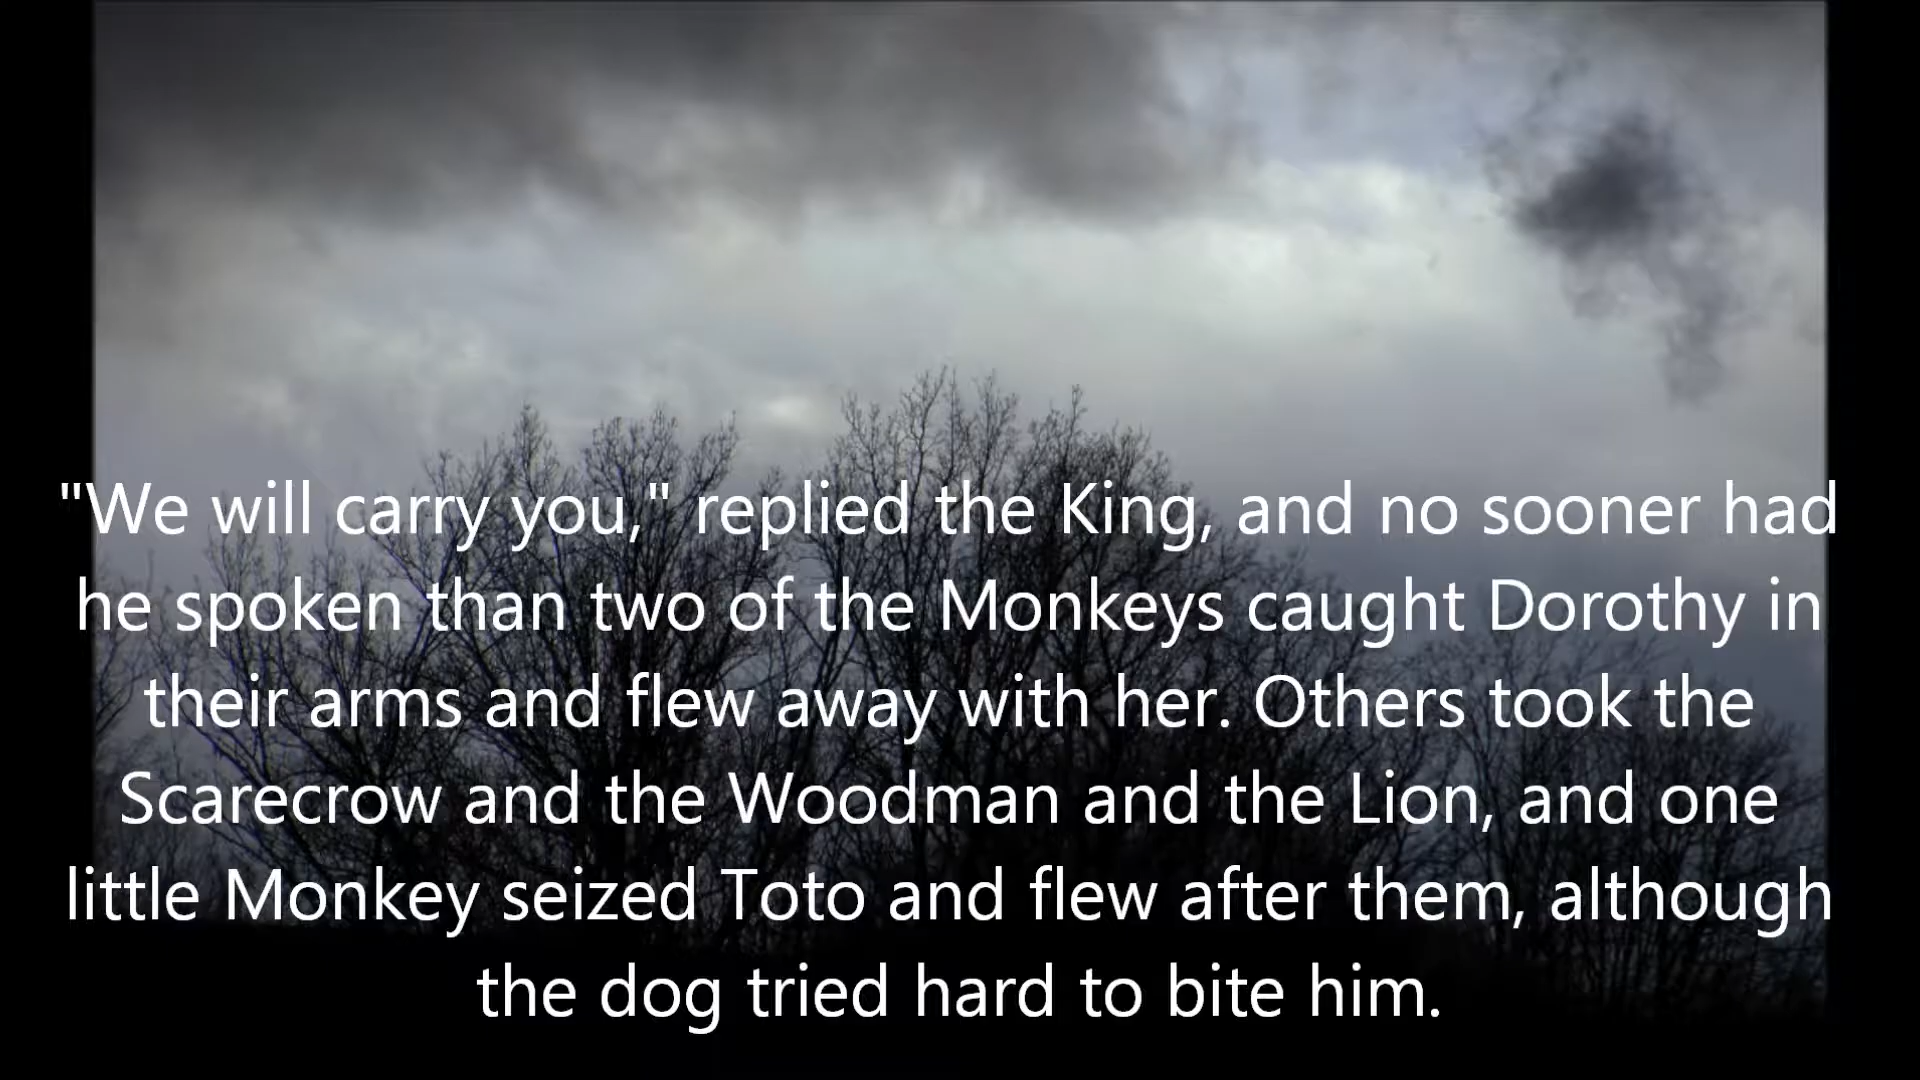 "We will carry you," replied the King, and no sooner had
he spoken than two of the Monkeys caught Dorothy in
their arms and flew away with her. Others took the
Scarecrow and the Woodman and the Lion, and one
little Monkey seized Toto and flew after them, although
the dog tried hard to bite him.